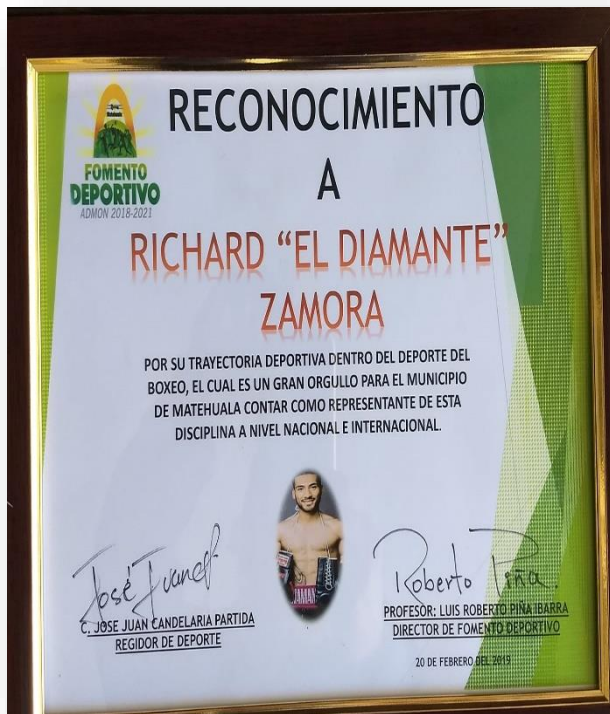 RECONOCIMIENTO
FOMENTO
DEPORTIVO
ADMON 2018-2021
A
RICHARD “EL DIAMANTE”
ZAMORA
POR SU TRAYECTORIA DEPORTIVA DENTRO DEL DEPORTE DEL
BOXEO, EL CUAL ES UN GRAN ORGULLO PARA EL MUNICIPIO
DE MATEHUALA CONTAR COMO REPRESENTANTE DE ESTA
DISCIPLINA A NIVEL NACIONAL E INTERNACIONAL.
José Juan
C. JOSE JUAN CANDELARIA PARTIDA
REGIDOR DE DEPORTE
Roberto Piña.
PROFESOR: LUIS ROBERTO PIÑA IBARRA
DIRECTOR DE FOMENTO DEPORTIVO
20 DE FEBRERO DEL 2019